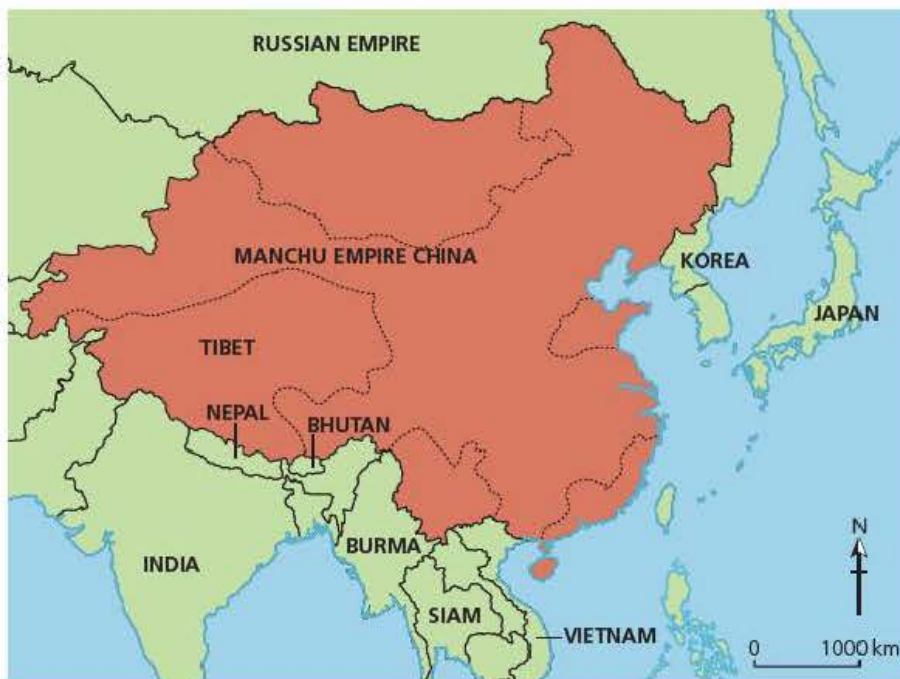 RUSSIAN EMPIRE
MANCHU EMPIRE CHINA
KOREA
JAPAN
TIBET
NEPAL
BHUTAN
INDIA
BURMA
SIAM
VIETNAM
N
0 1000 km